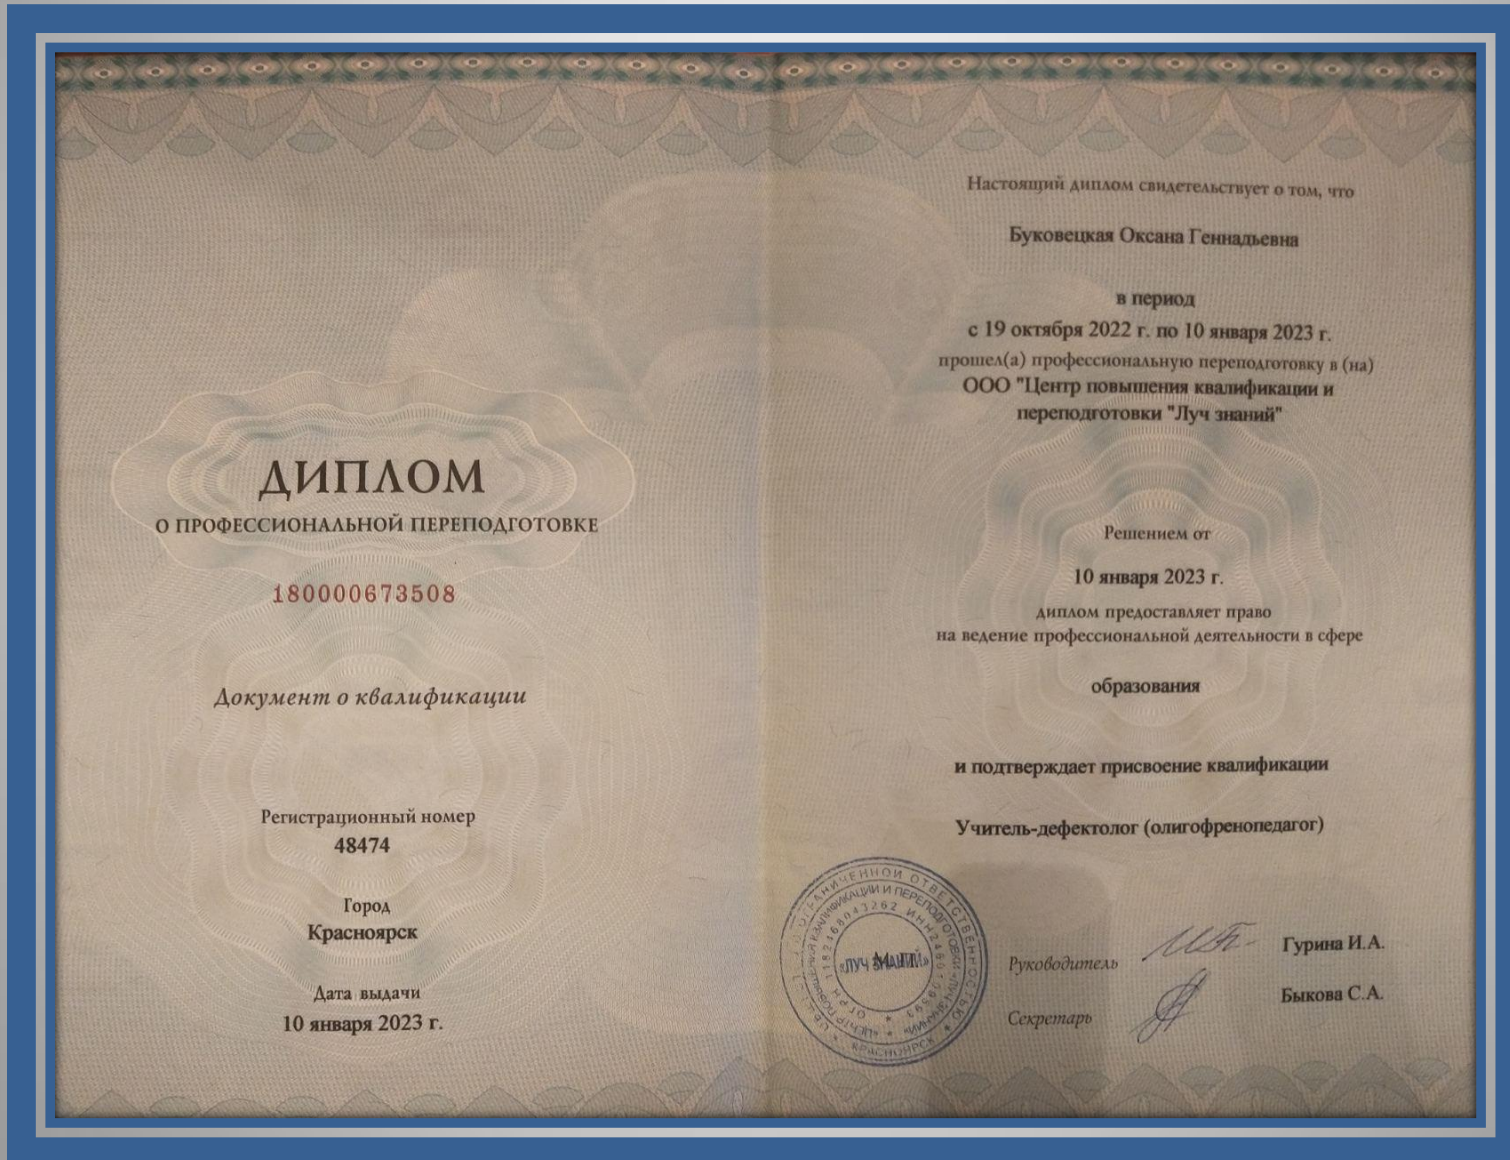 ДИПЛОМ
О ПРОФЕССИОНАЛЬНОЙ ПЕРЕПОДГОТОВКЕ
180000673508
Документ о квалификации
Регистрационный номер
48474
Город
Красноярск
Дата выдачи
10 января 2023 г.
Настоящий диплом свидетельствует о том, что
Буковецкая Оксана Геннадьевна
в период
с 19 октября 2022 г. по 10 января 2023 г.
прошел(а) профессиональную переподготовку в (на)
ООО "Центр повышения квалификации и
переподготовки "Луч знаний"
Решением от
10 января 2023 г.
диплом предоставляет право
на ведение профессиональной деятельности в сфере
образования
и подтверждает присвоение квалификации
Учитель-дефектолог (олигофренопедагог)
М.П.
«ЛУЧ ЗНАНИЙ»
КРАСНОЯРСК
Руководитель
Гурина И.А.
Секретарь
Быкова С.А.